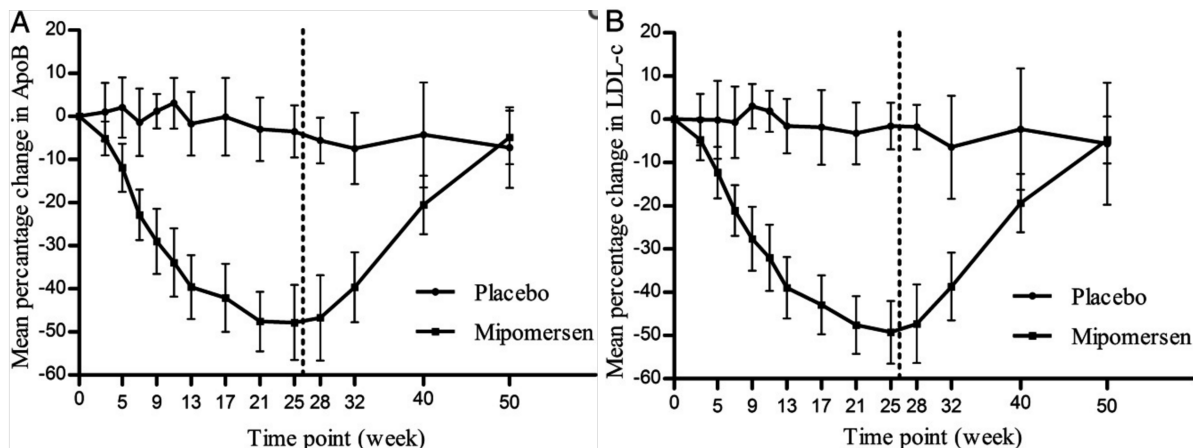 A
Mean percantage change in ApoB
20
10
0
-10
-20
-30
-40
-50
-60
Placebo
Mipomersen
0 5 9 13 17 21 25 28 32 40 50
Time point (week)
B
Mean percentage change in LDL-c
20
10
0
-10
-20
-30
-40
-50
-60
Placebo
Mipomersen
0 5 9 13 17 21 25 28 32 40 50
Time point (week)